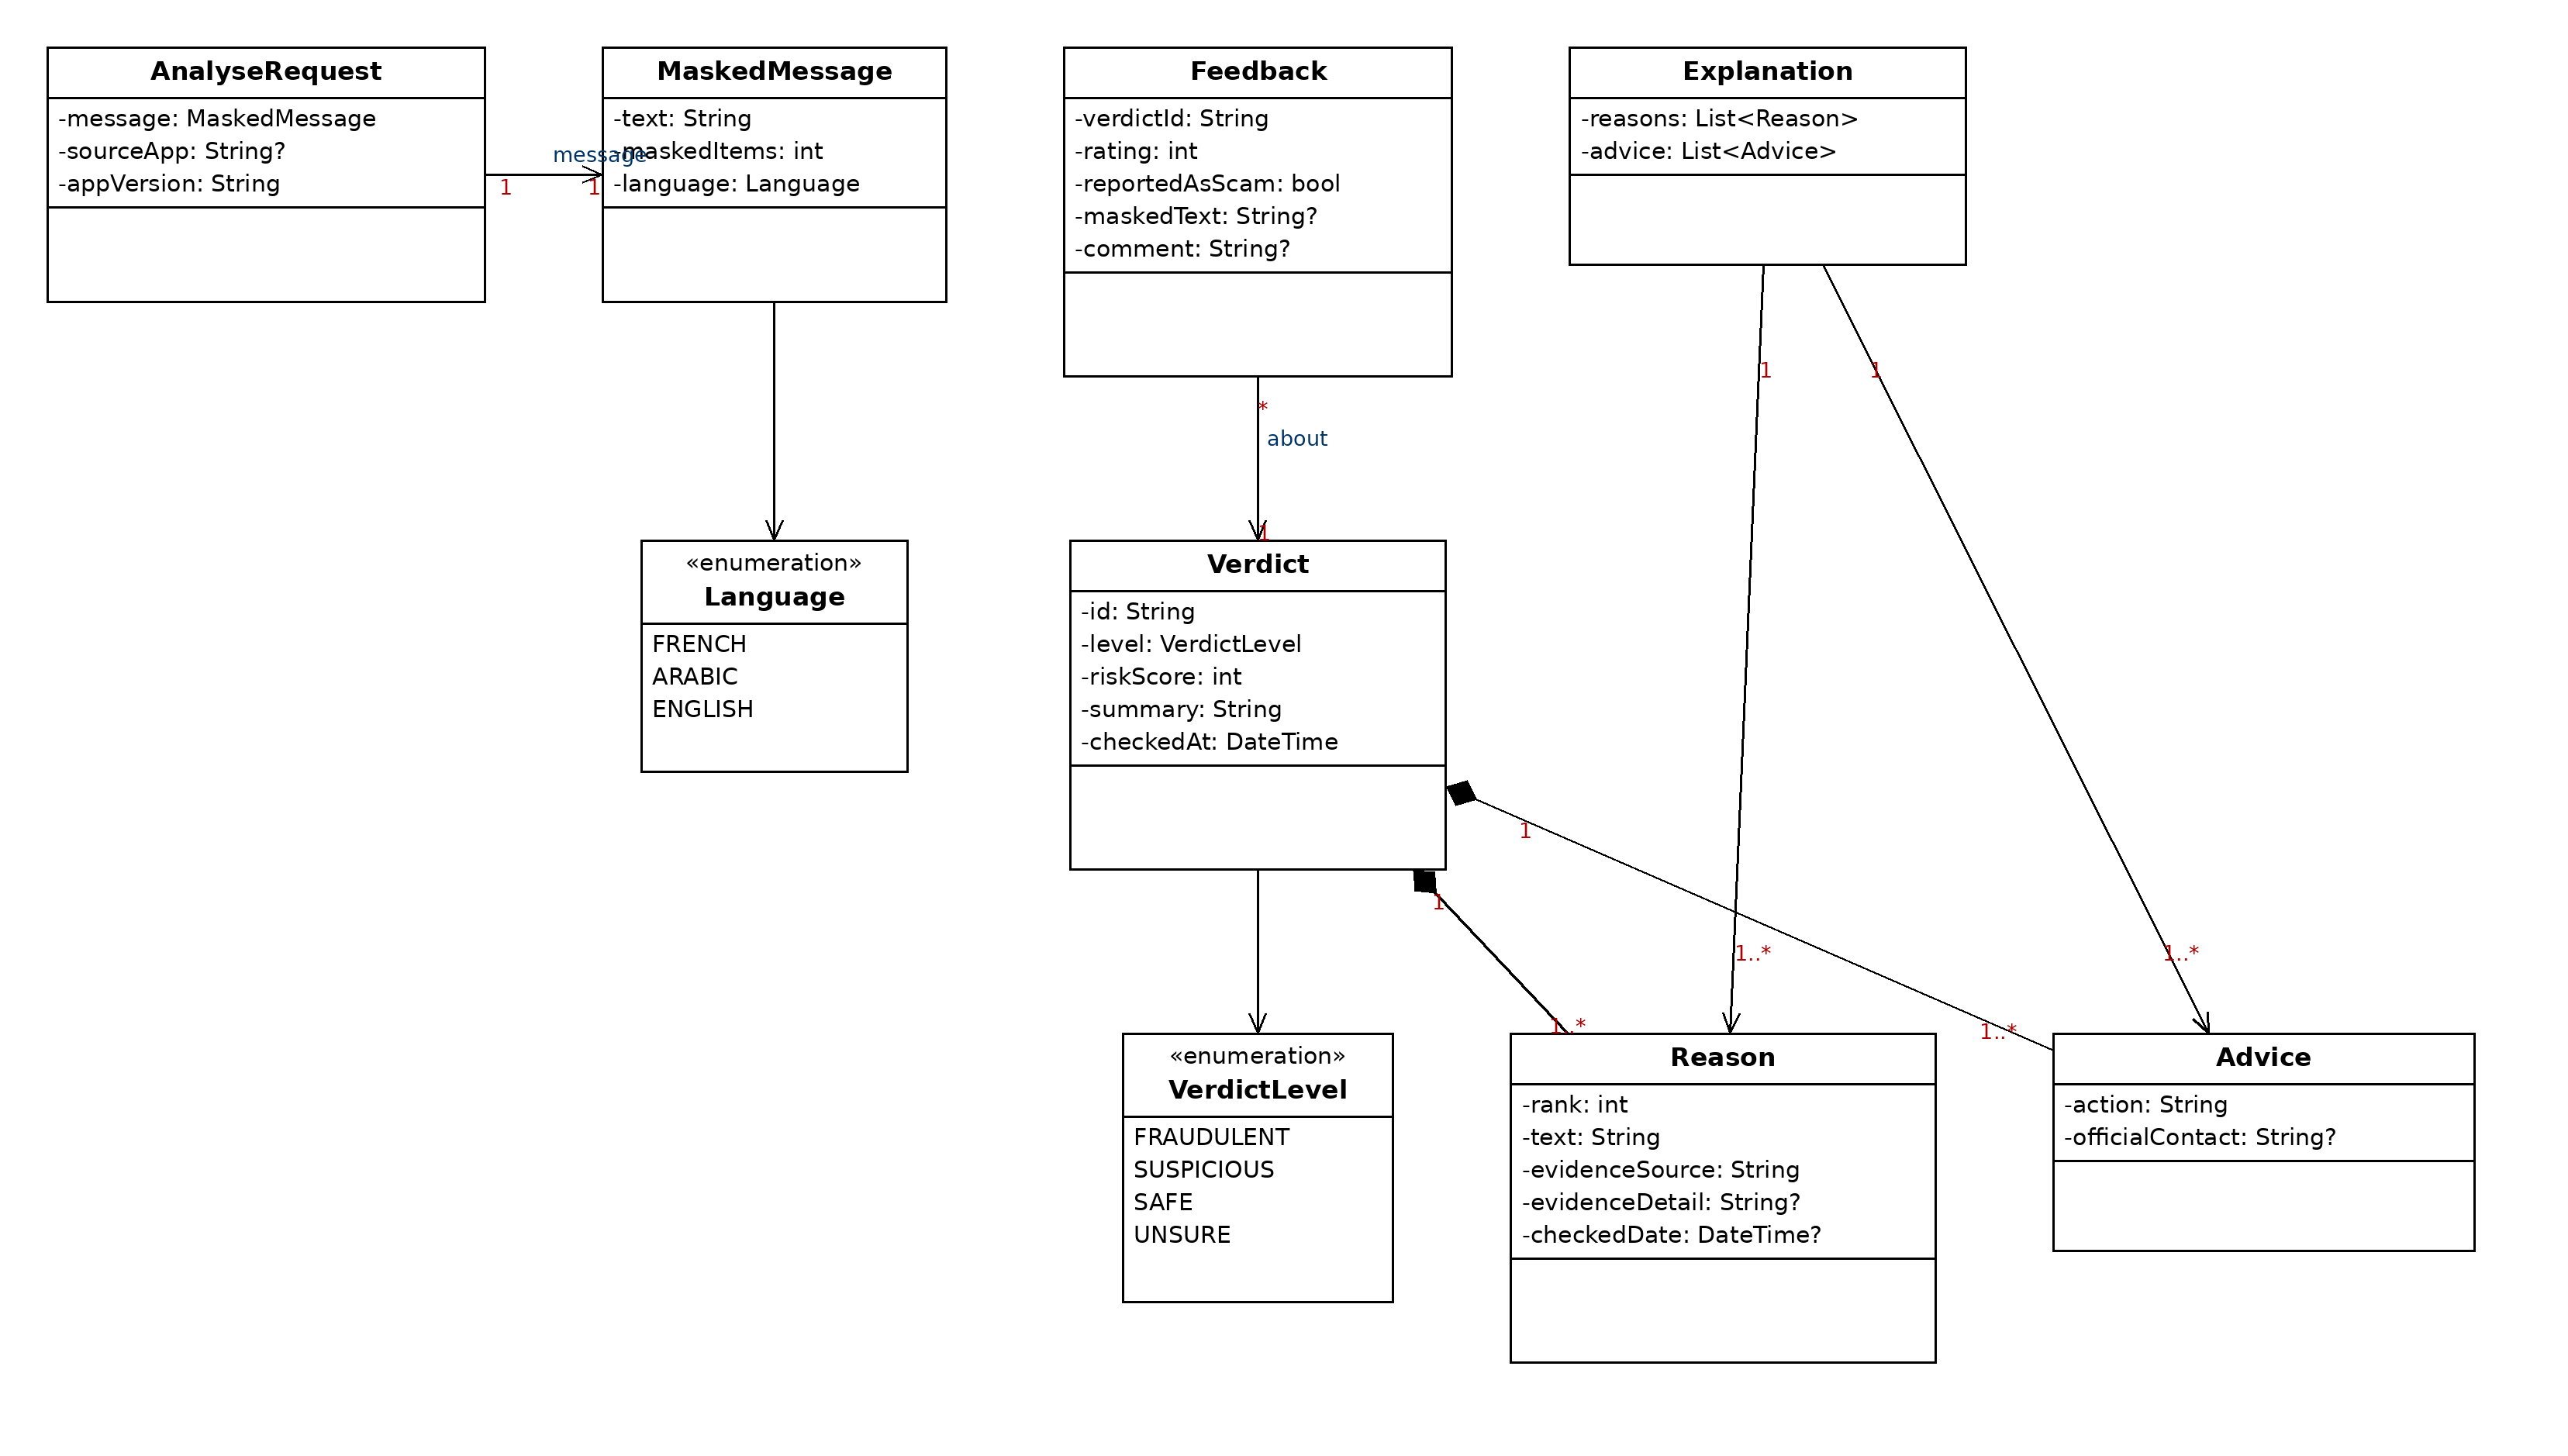 AnalyseRequest
-message: MaskedMessage
-sourceApp: String?
-appVersion: String
message
1
1
MaskedMessage
-text: String
-maskedItems: int
-language: Language
Feedback
-verdictId: String
-rating: int
-reportedAsScam: bool
-maskedText: String?
-comment: String?
Explanation
-reasons: List<Reason>
-advice: List<Advice>
*
about
1
1
1
«enumeration»
Language
FRENCH
ARABIC
ENGLISH
Verdict
-id: String
-level: VerdictLevel
-riskScore: int
-summary: String
-checkedAt: DateTime
1
1
1..*
1..*
1..*
1..*
«enumeration»
VerdictLevel
FRAUDULENT
SUSPICIOUS
SAFE
UNSURE
Reason
-rank: int
-text: String
-evidenceSource: String
-evidenceDetail: String?
-checkedDate: DateTime?
Advice
-action: String
-officialContact: String?